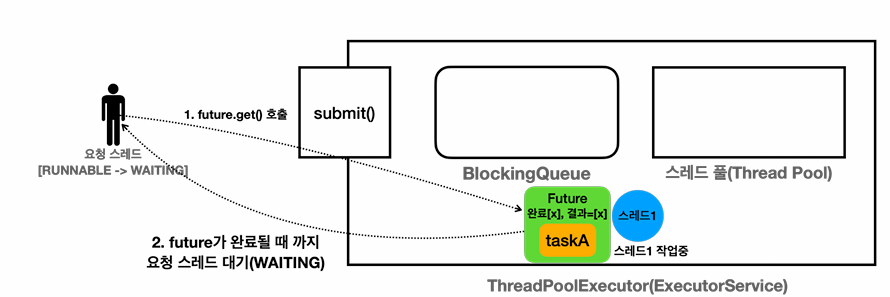 1. future.get() 호출
submit()
요청 스레드
[RUNNABLE -> WAITING]
BlockingQueue
스레드 풀(Thread Pool)
Future
완료[x], 결과=[x]
taskA
스레드1
스레드1 작업중
2. future가 완료될 때 까지
요청 스레드 대기(WAITING)
ThreadPoolExecutor(ExecutorService)